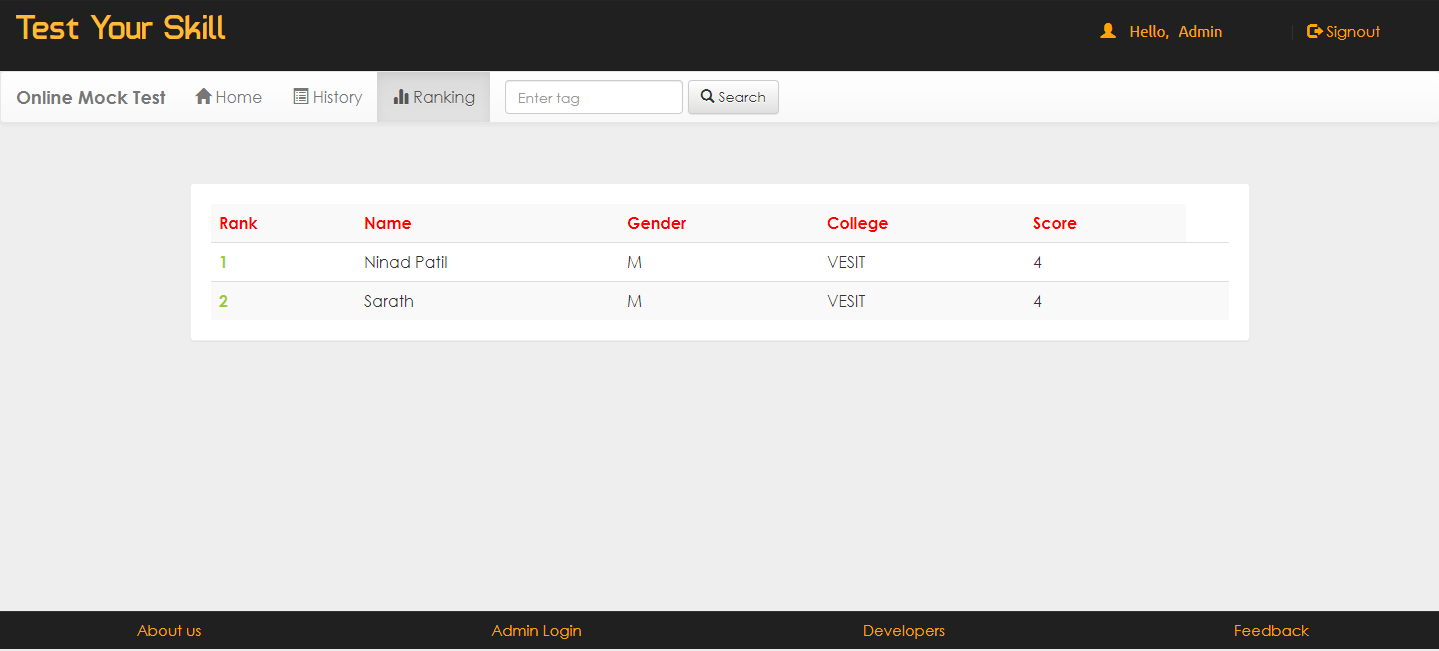 Test Your Skill
Hello, Admin
Signout
Online Mock Test Home History Ranking Enter tag Search
Rank Name Gender College Score
1 Ninad Patil M VESIT 4
2 Sarath M VESIT 4
About us Admin Login Developers Feedback